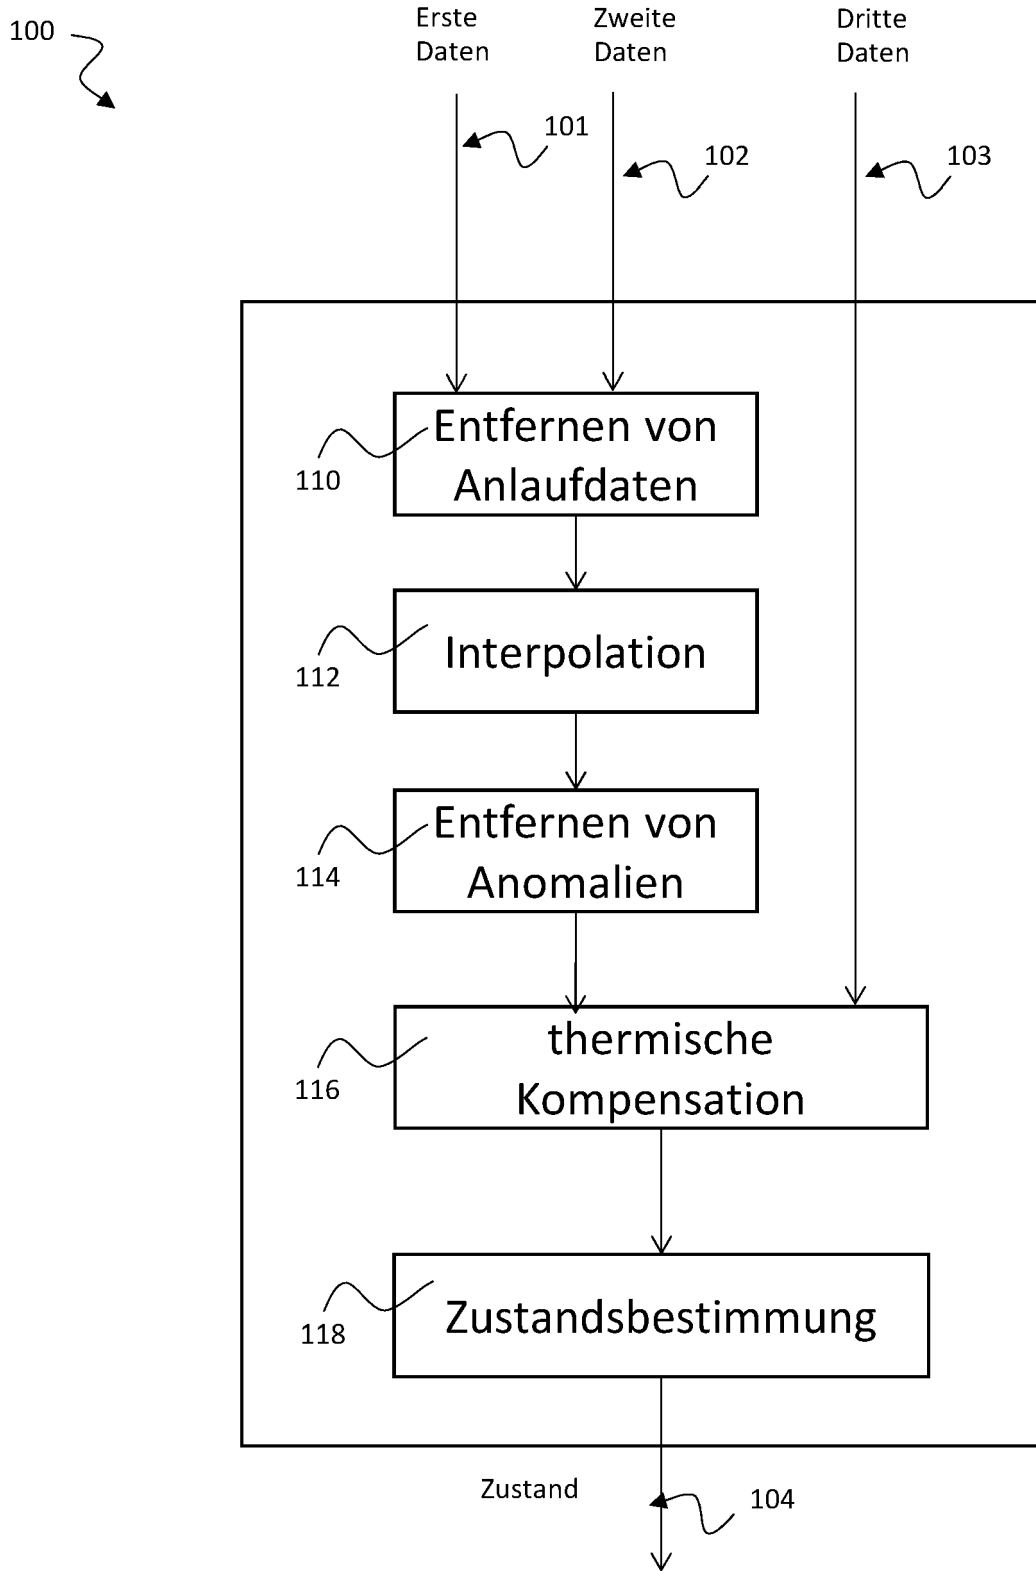 100
Erste
Daten
Zweite
Daten
Dritte
Daten
101
102
103
Entfernen von
Anlaufdaten
110
Interpolation
112
Entfernen von
Anomalien
114
thermische
Kompensation
116
Zustandsbestimmung
118
Zustand
104